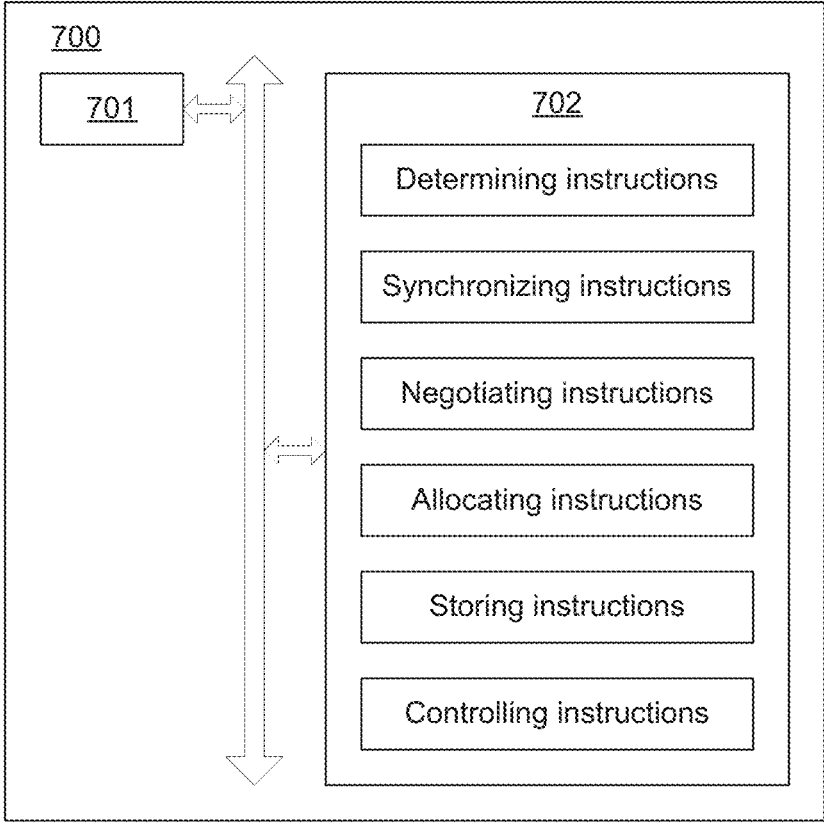 700
701
702
Determining instructions
Synchronizing instructions
Negotiating instructions
Allocating instructions
Storing instructions
Controlling instructions